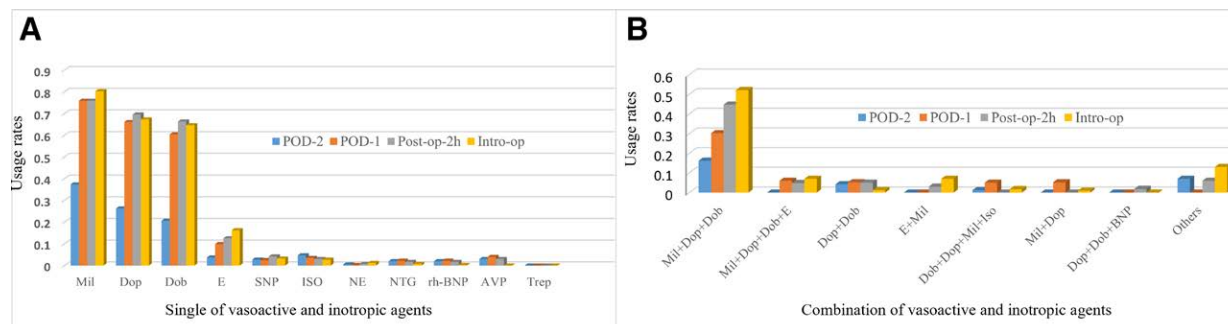 A
0.9
0.8
0.7
0.6
0.5
0.4
0.3
0.2
0.1
0
Usage rates
POD-2 POD-1 Post-op-2h Intro-op
Mil Dop Dob E SNP ISO NE NTG rh-BNP AVP Trep
Single of vasoactive and inotropic agents
B
0.6
0.5
0.4
0.3
0.2
0.1
0
Usage rates
POD-2 POD-1 Post-op-2h Intro-op
Mil+Dop+Dob
Mil+Dop+Dob+E
Dop+Dob
E+Mil
Dob+Dop+Mil+Iso
Mil+Dop
Dop+Dob+BNP
Others
Combination of vasoactive and inotropic agents